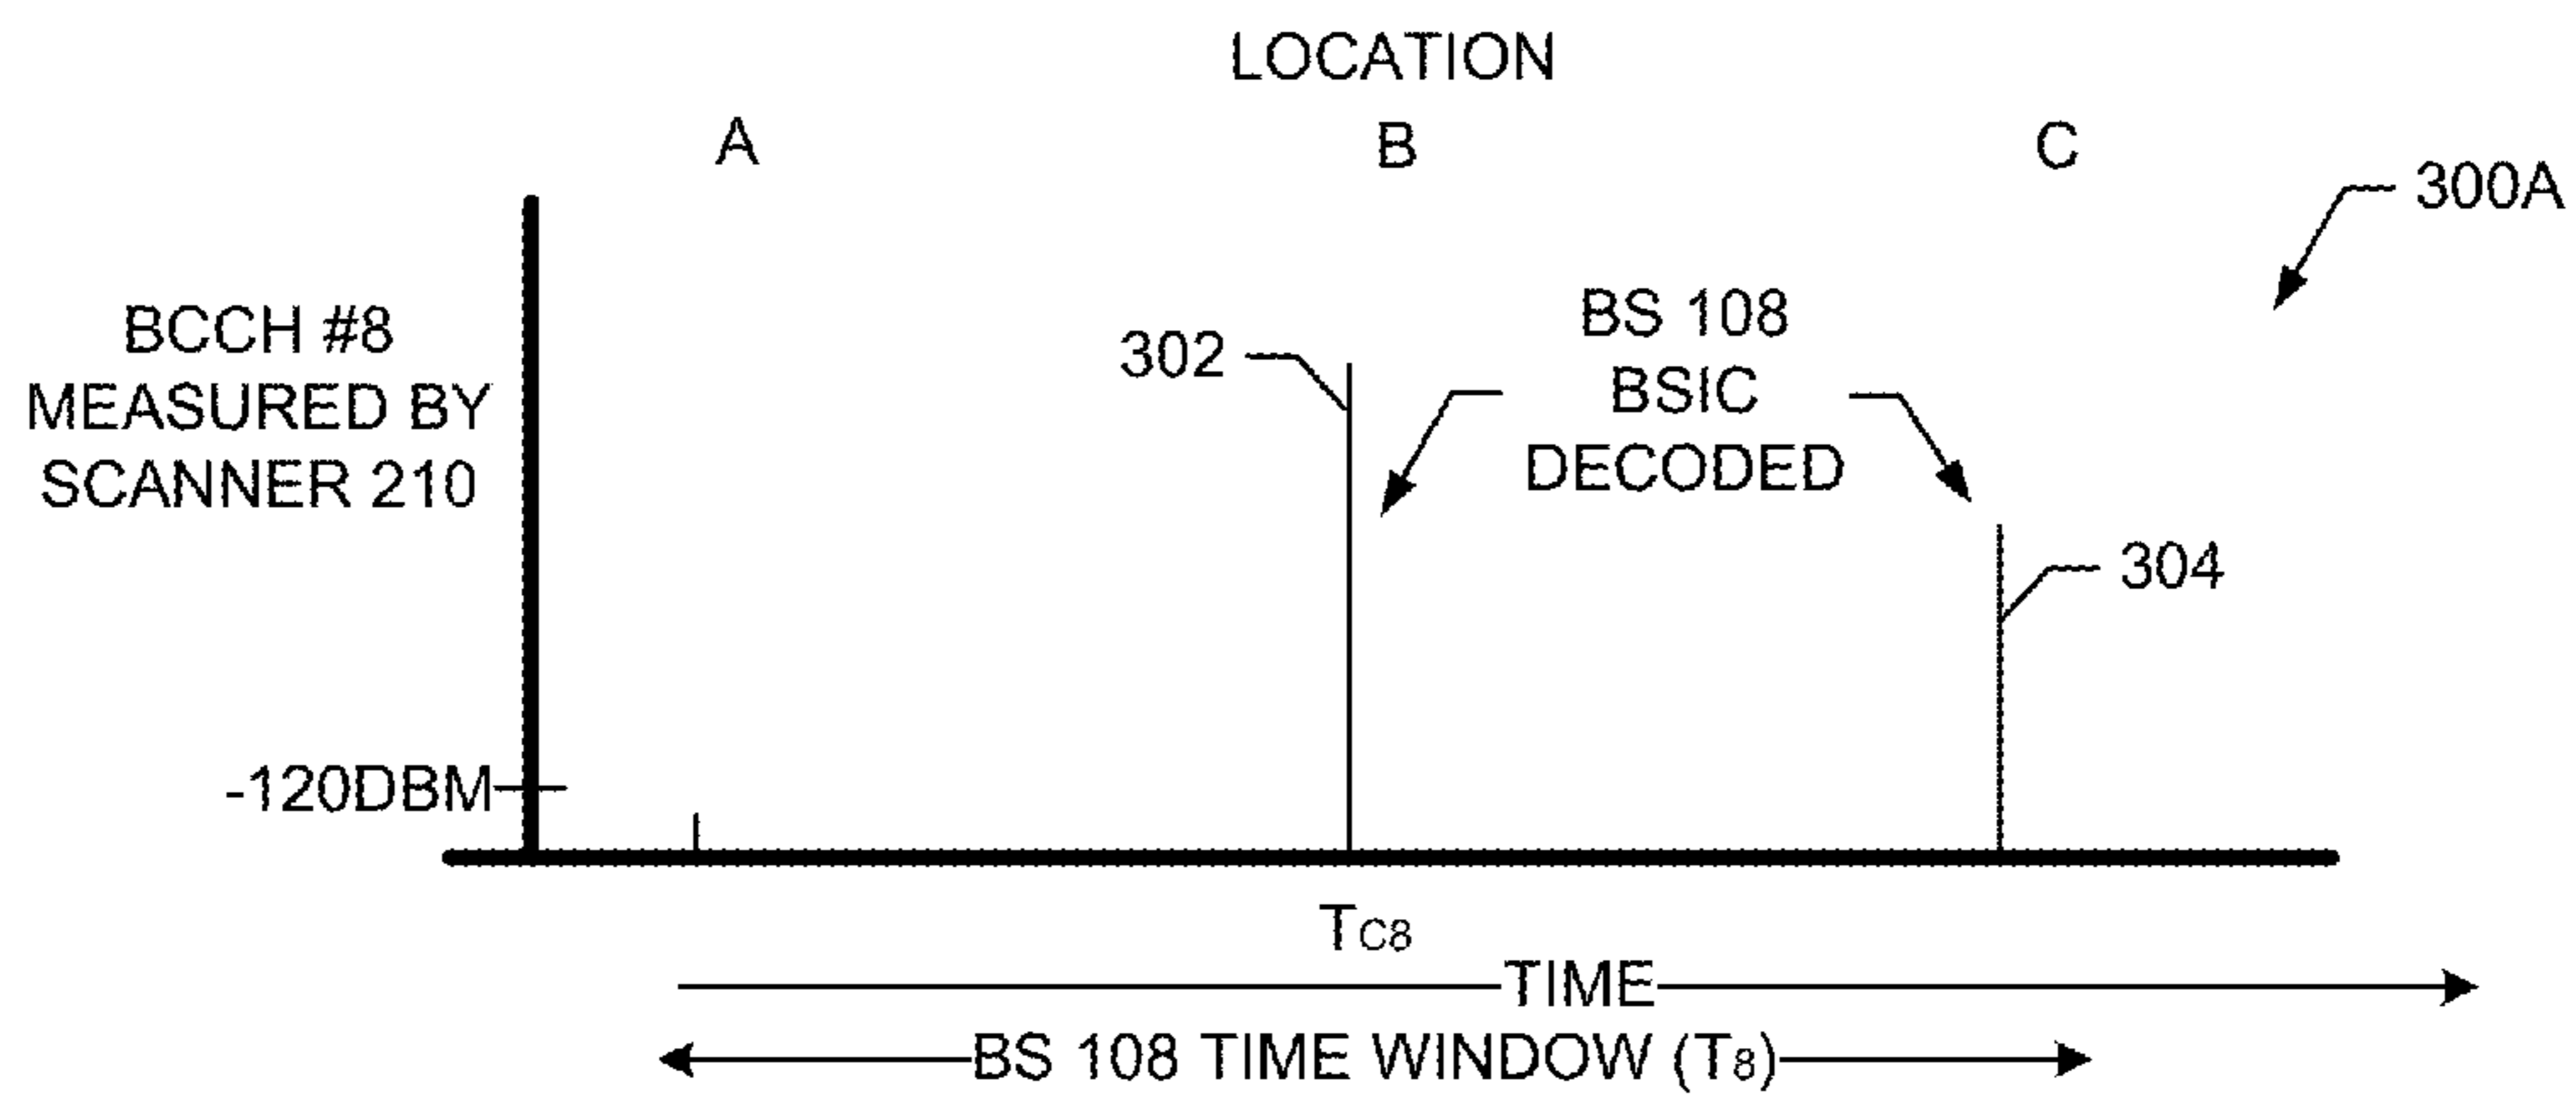 LOCATION
A B C
300A
BCCH #8
MEASURED BY
SCANNER 210
302
BS 108
BSIC
DECODED
304
-120DBM
TC8
TIME
BS 108 TIME WINDOW (T8)